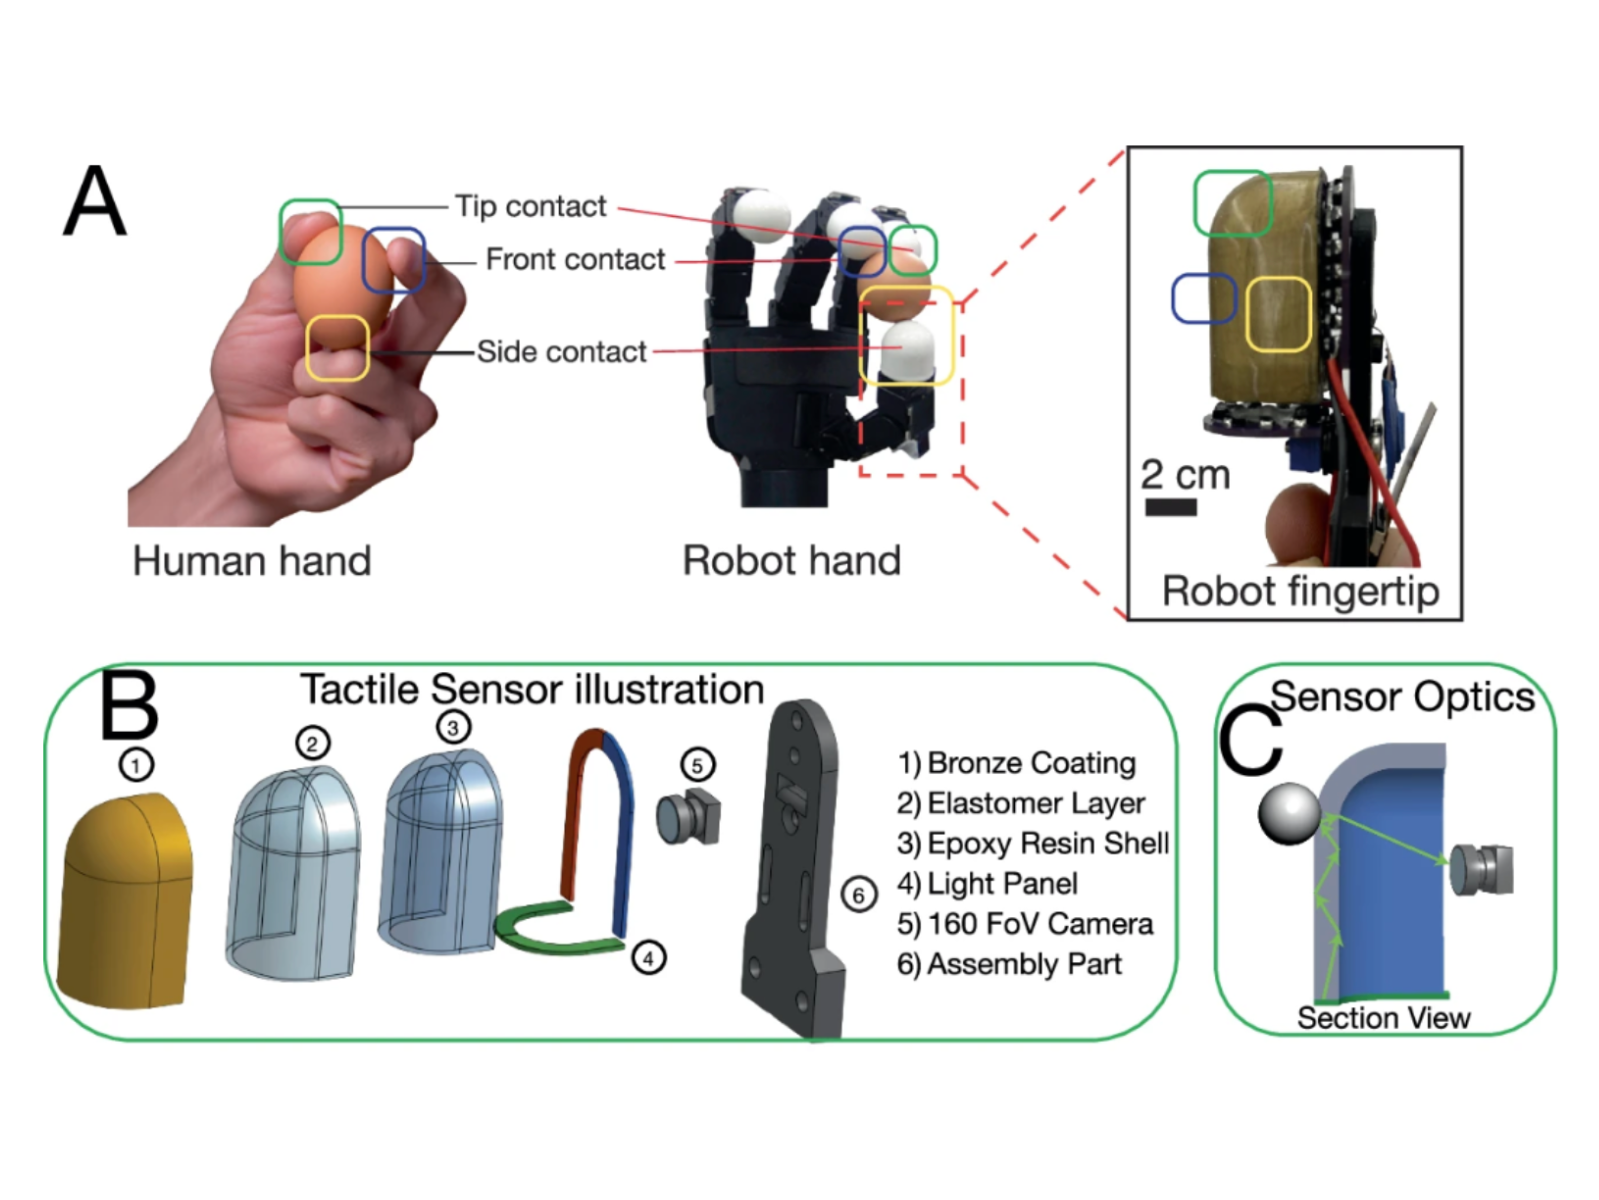 A
Tip contact
Front contact
Side contact
2 cm
Human hand
Robot hand
Robot fingertip
B
Tactile Sensor illustration
1
2
3
4
5
6
1) Bronze Coating
2) Elastomer Layer
3) Epoxy Resin Shell
4) Light Panel
5) 160 FoV Camera
6) Assembly Part
C
Sensor Optics
Section View